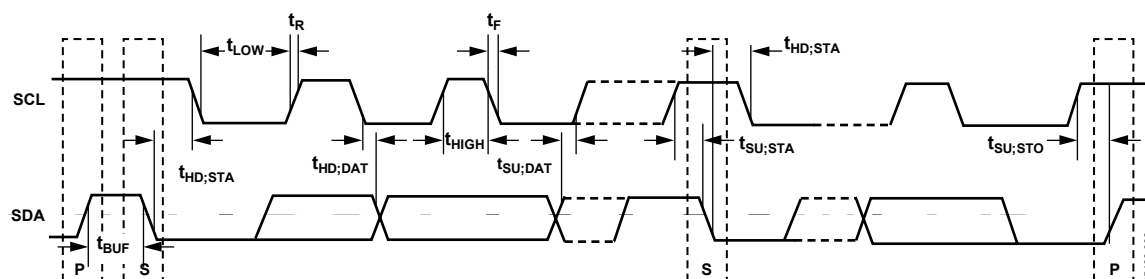 tR
tF
tLOW
tHD;STA
SCL
tHD;STA
tHD;DAT
tHIGH
tSU;DAT
tSU;STA
tSU;STO
SDA
tBUF
P
S
S
P